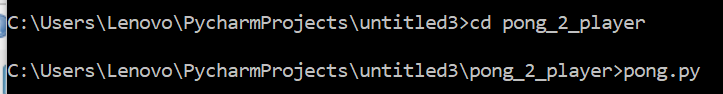 C:\Users\Lenovo\PycharmProjects\untitled3>cd pong_2_player
C:\Users\Lenovo\PycharmProjects\untitled3\pong_2_player>pong.py